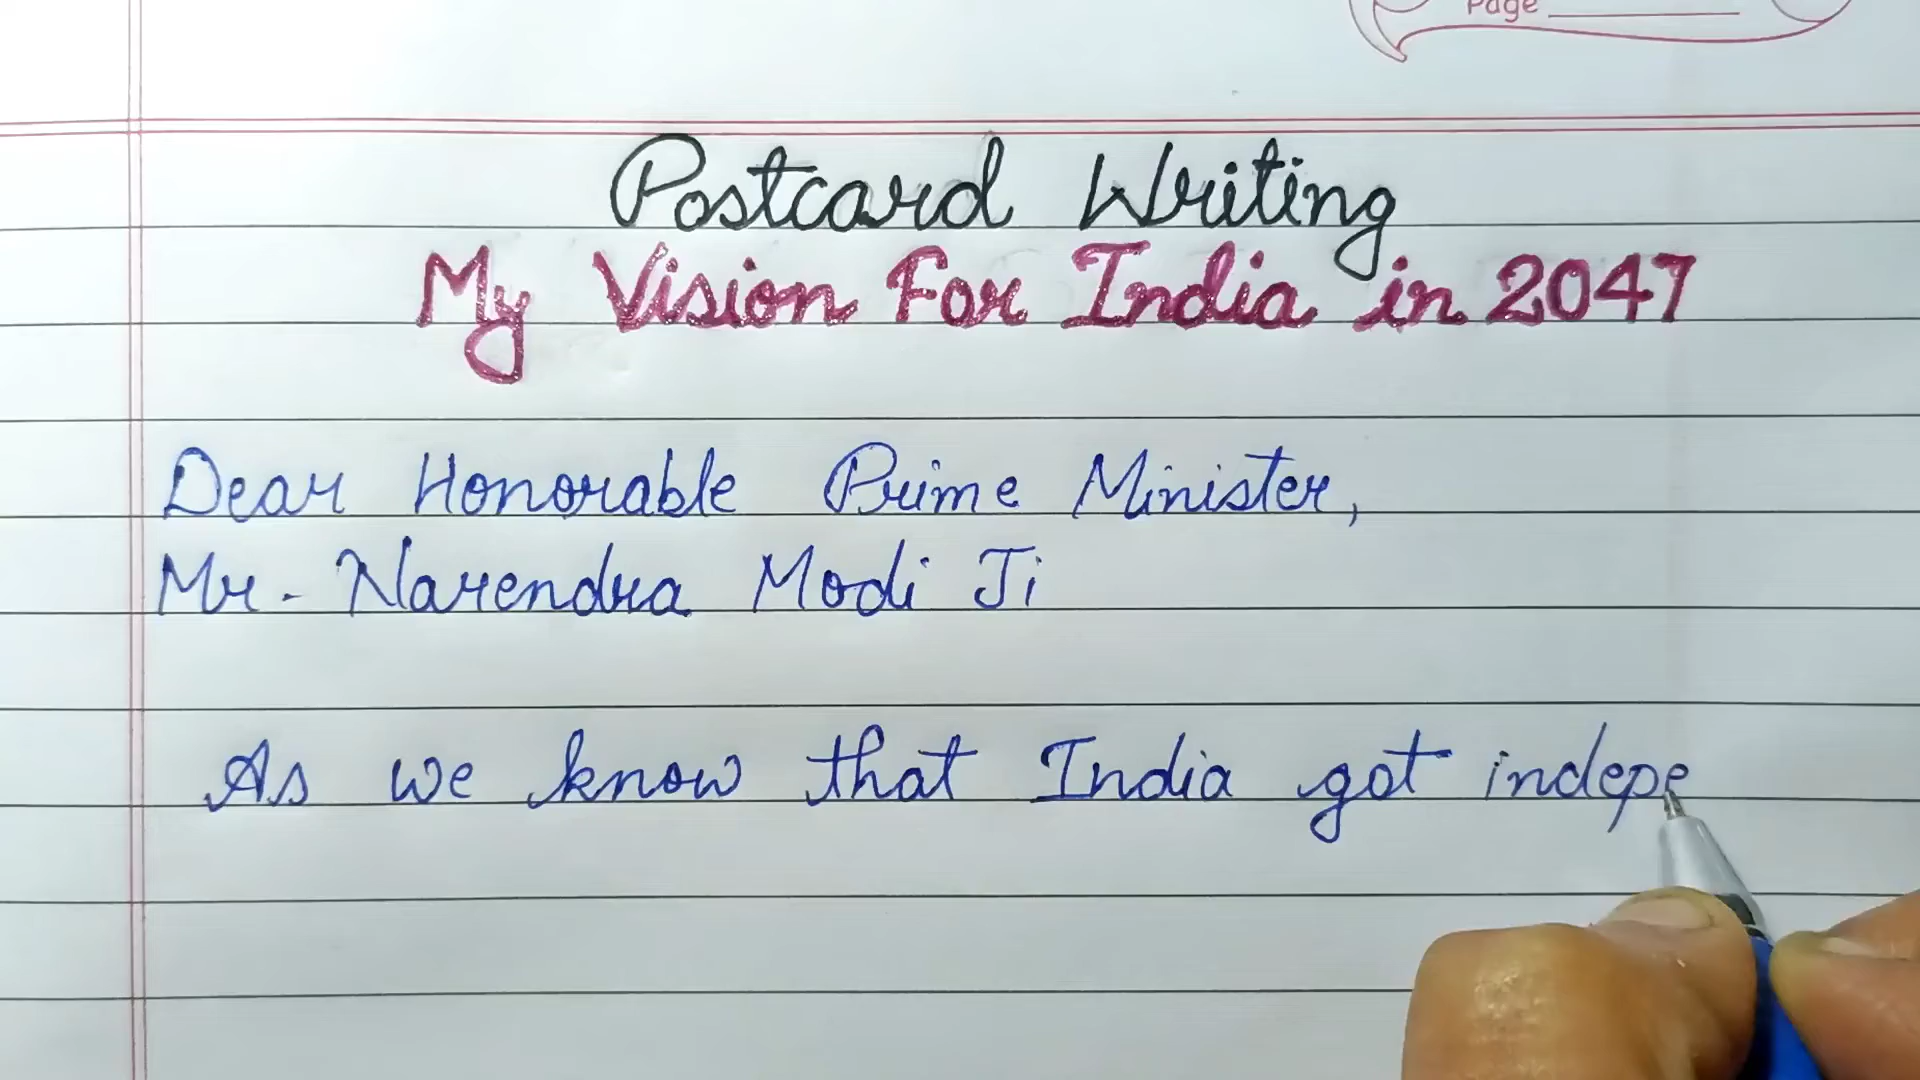 Page
Postcard Writing
My Vision For India in 2047
Dear Honorable Prime Minister,
Mr. Narendra Modi Ji
As we know that India got indepe